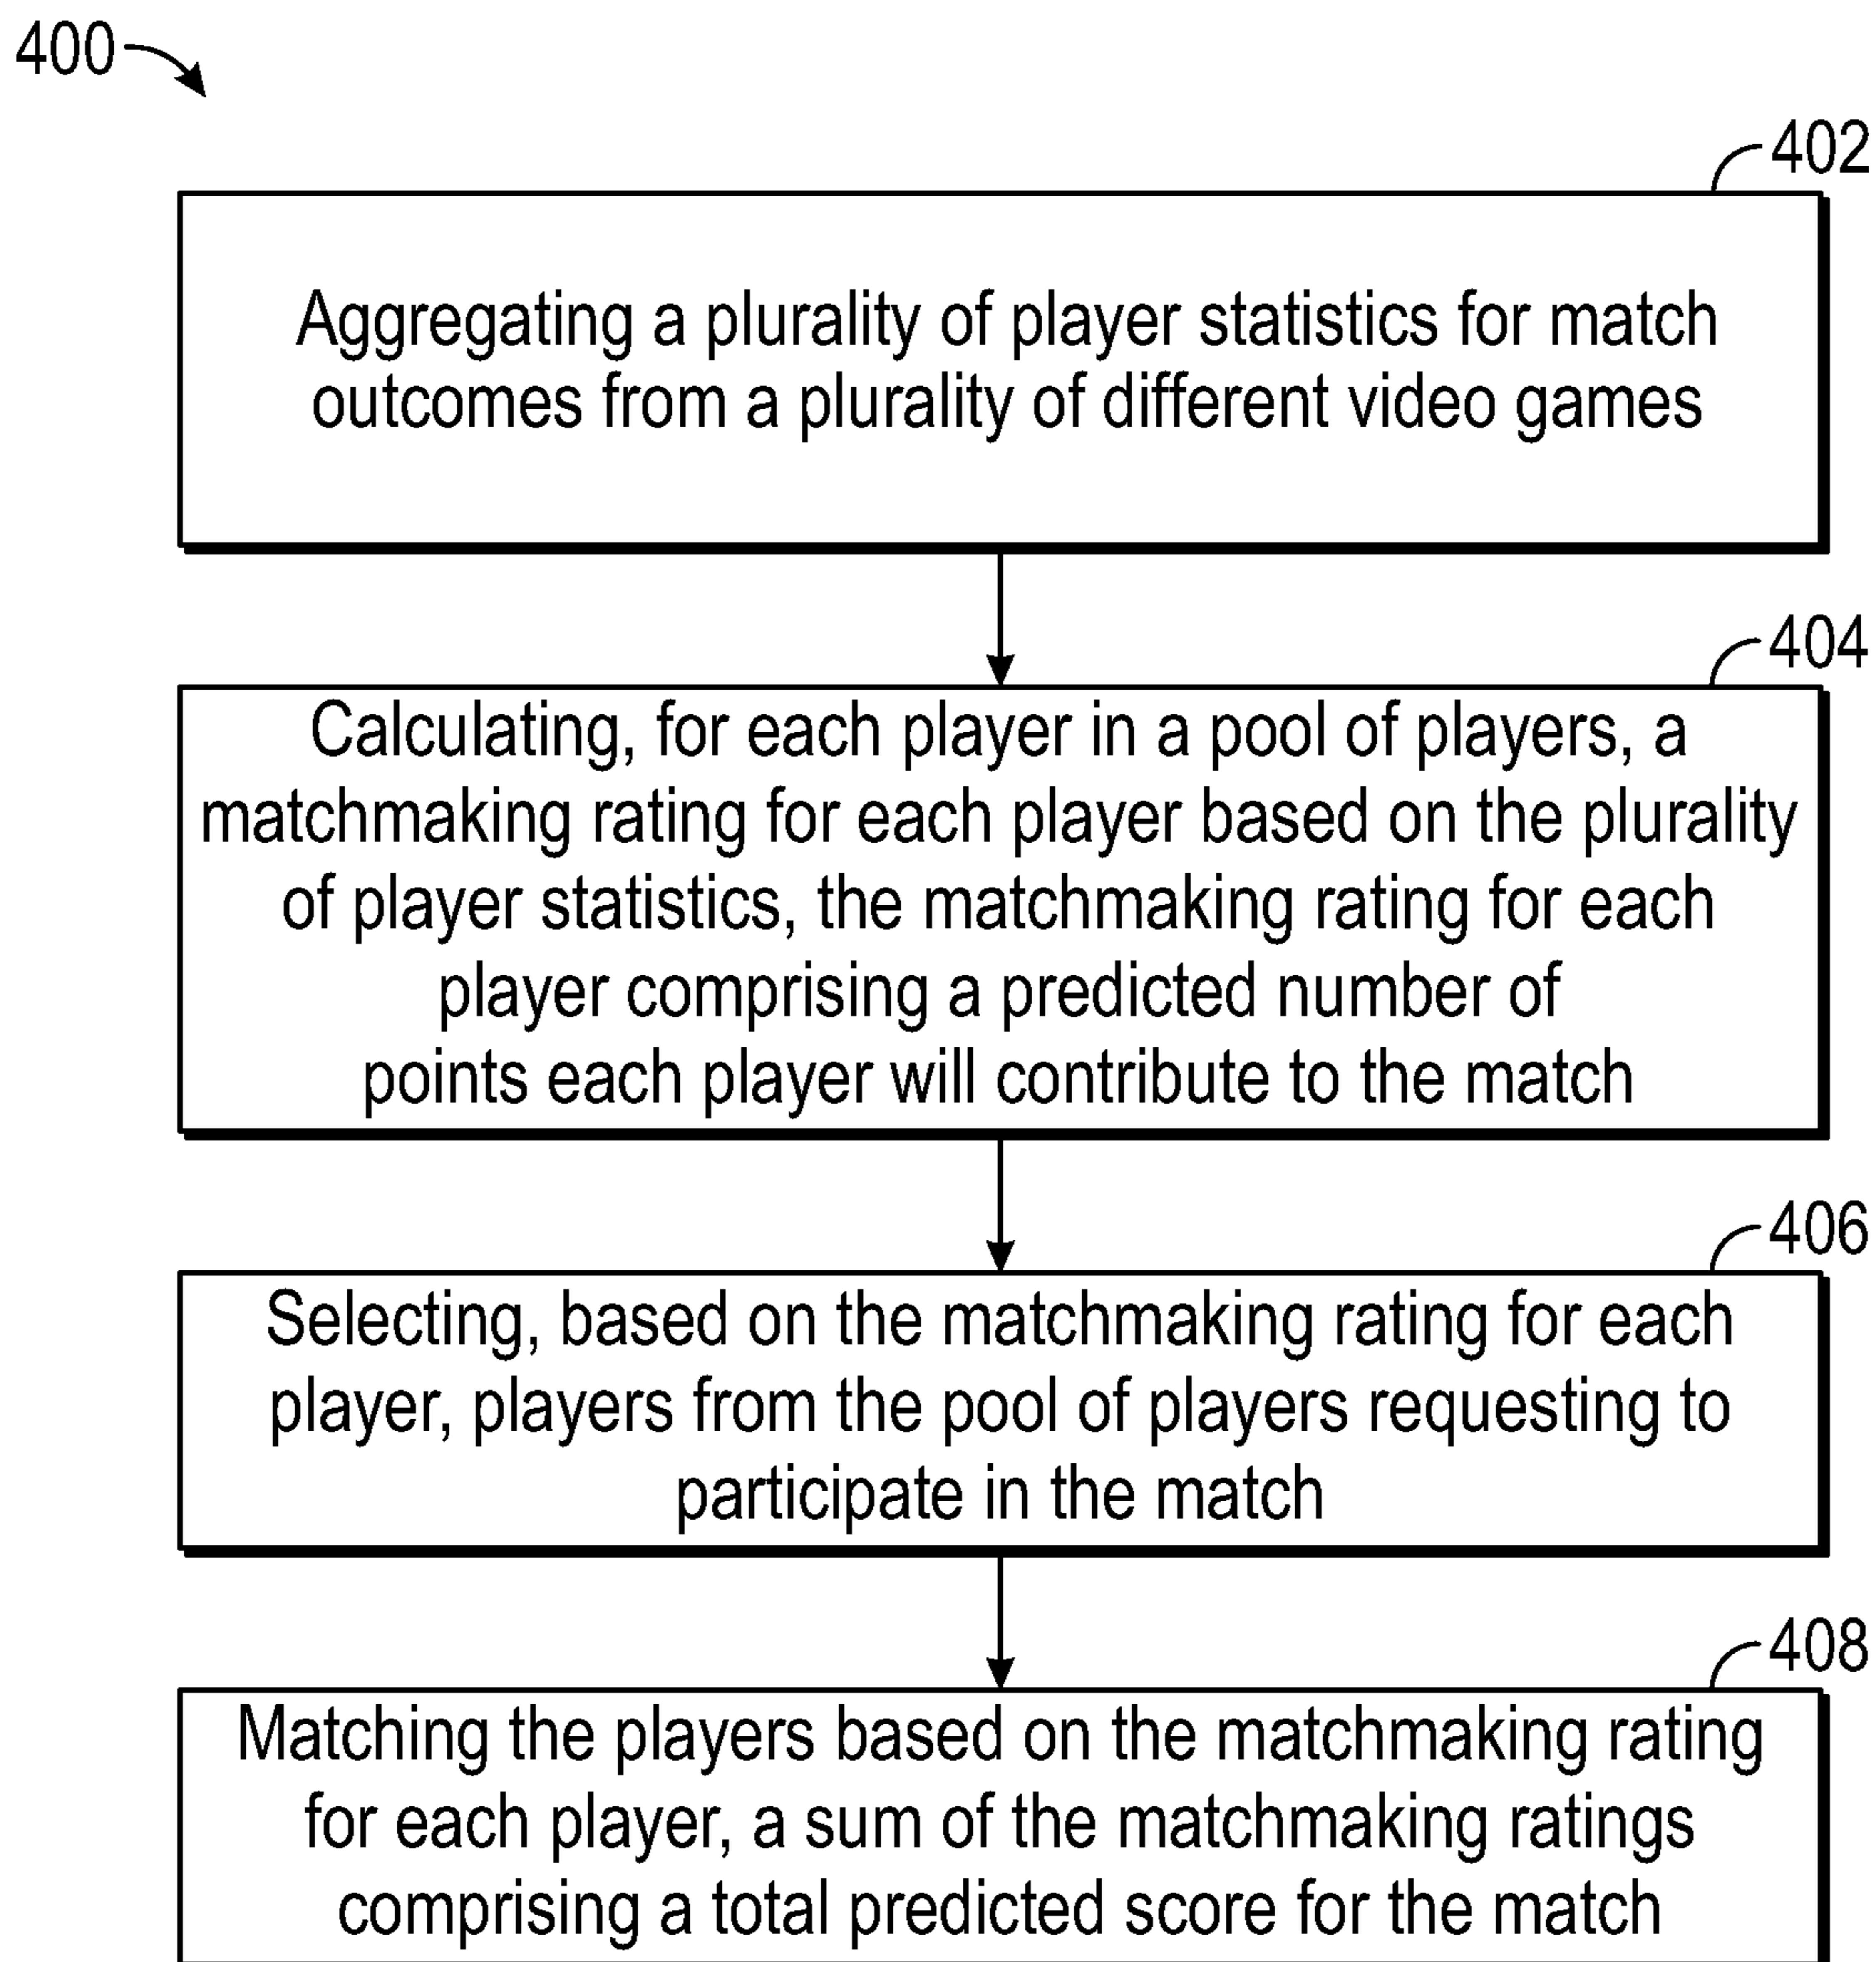 400
402
Aggregating a plurality of player statistics for match
outcomes from a plurality of different video games
404
Calculating, for each player in a pool of players, a
matchmaking rating for each player based on the plurality
of player statistics, the matchmaking rating for each
player comprising a predicted number of
points each player will contribute to the match
406
Selecting, based on the matchmaking rating for each
player, players from the pool of players requesting to
participate in the match
408
Matching the players based on the matchmaking rating
for each player, a sum of the matchmaking ratings
comprising a total predicted score for the match